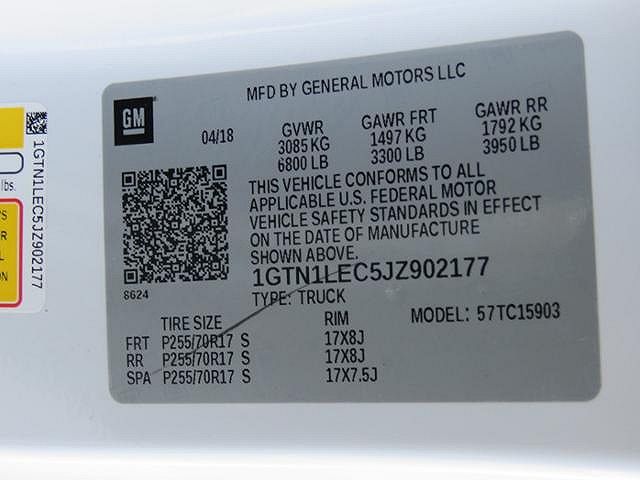 MFD BY GENERAL MOTORS LLC
GM
04/18
GVWR
3085 KG
6800 LB
GAWR FRT
1497 KG
3300 LB
GAWR RR
1792 KG
3950 LB
THIS VEHICLE CONFORMS TO ALL
APPLICABLE U.S. FEDERAL MOTOR
VEHICLE SAFETY STANDARDS IN EFFECT
ON THE DATE OF MANUFACTURE
SHOWN ABOVE.
8624
1GTN1LEC5JZ902177
TYPE: TRUCK
MODEL: 57TC15903
TIRE SIZE RIM
FRT P255/70R17 S 17X8J
RR P255/70R17 S 17X8J
SPA P255/70R17 S 17X7.5J
1GTN1LEC5JZ902177
lbs.